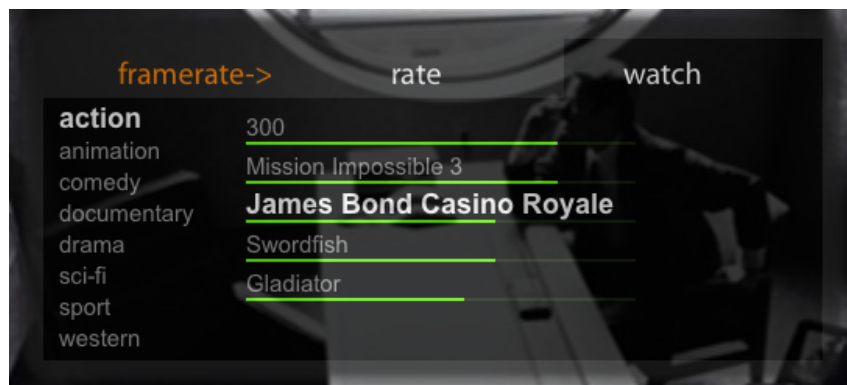 framerate-> rate watch
action
animation
comedy
documentary
drama
sci-fi
sport
western
300
Mission Impossible 3
James Bond Casino Royale
Swordfish
Gladiator